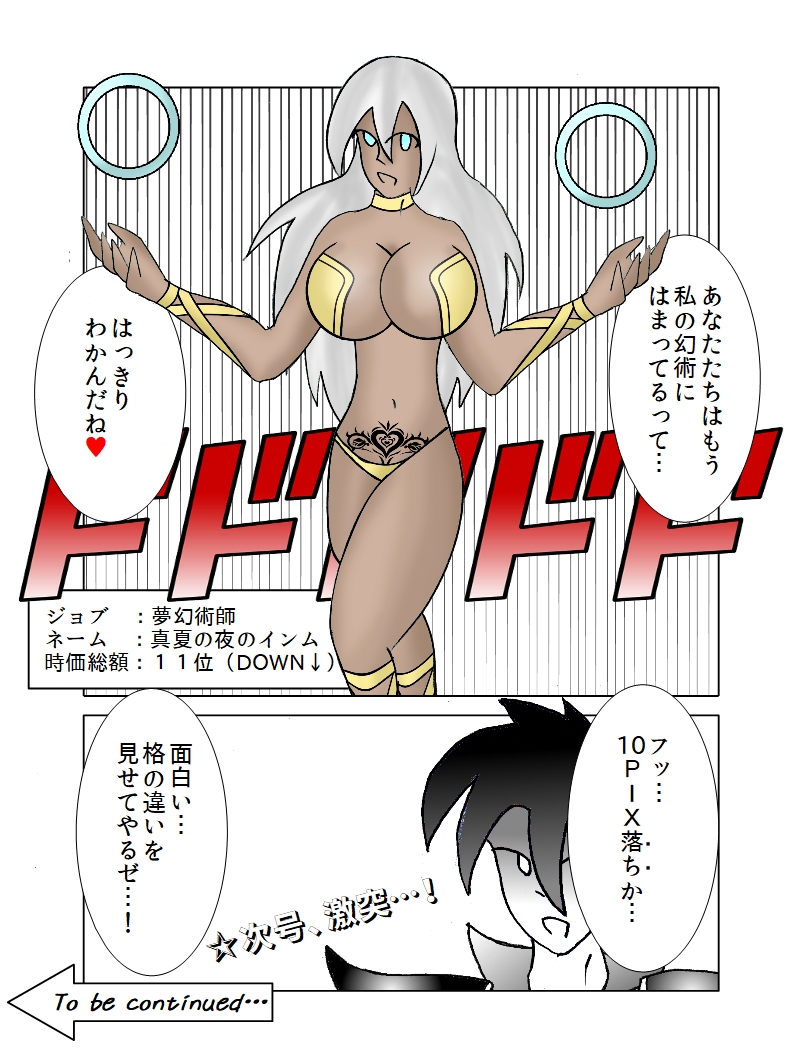 あなたたちはもう
私の幻術に
はまってるって…
はっきり
わかんだね♥
ドドドドド
ジョブ　：夢幻術師
ネーム　：真夏の夜のインム
時価総額：１１位（DOWN↓）
フッ…
10ＰＩＸ落ちか…
面白い…
格の違いを
見せてやるゼ…！
☆次号、激突…！
To be continued…